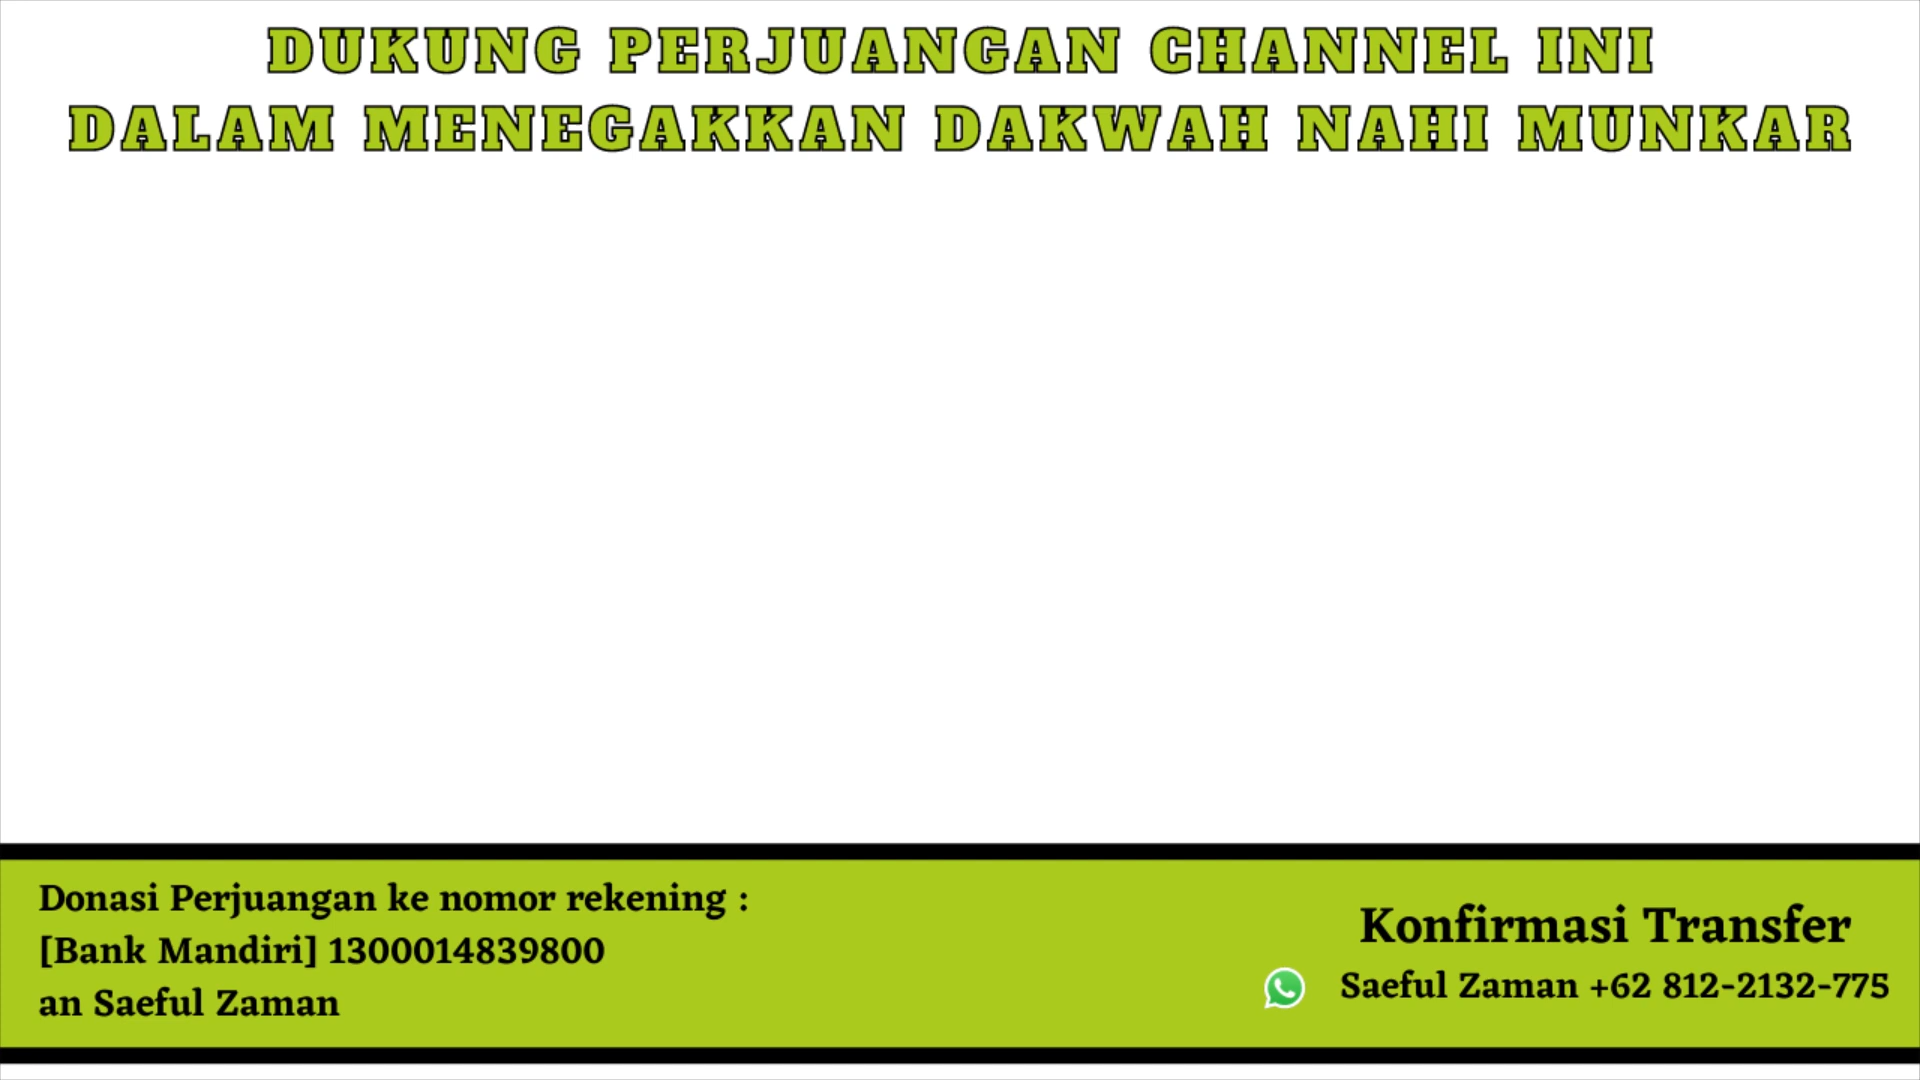 DUKUNG PERJUANGAN CHANNEL INI
DALAM MENEGAKKAN DAKWAH NAHI MUNKAR
Donasi Perjuangan ke nomor rekening :
[Bank Mandiri] 1300014839800
an Saeful Zaman
Konfirmasi Transfer
Saeful Zaman +62 812-2132-775